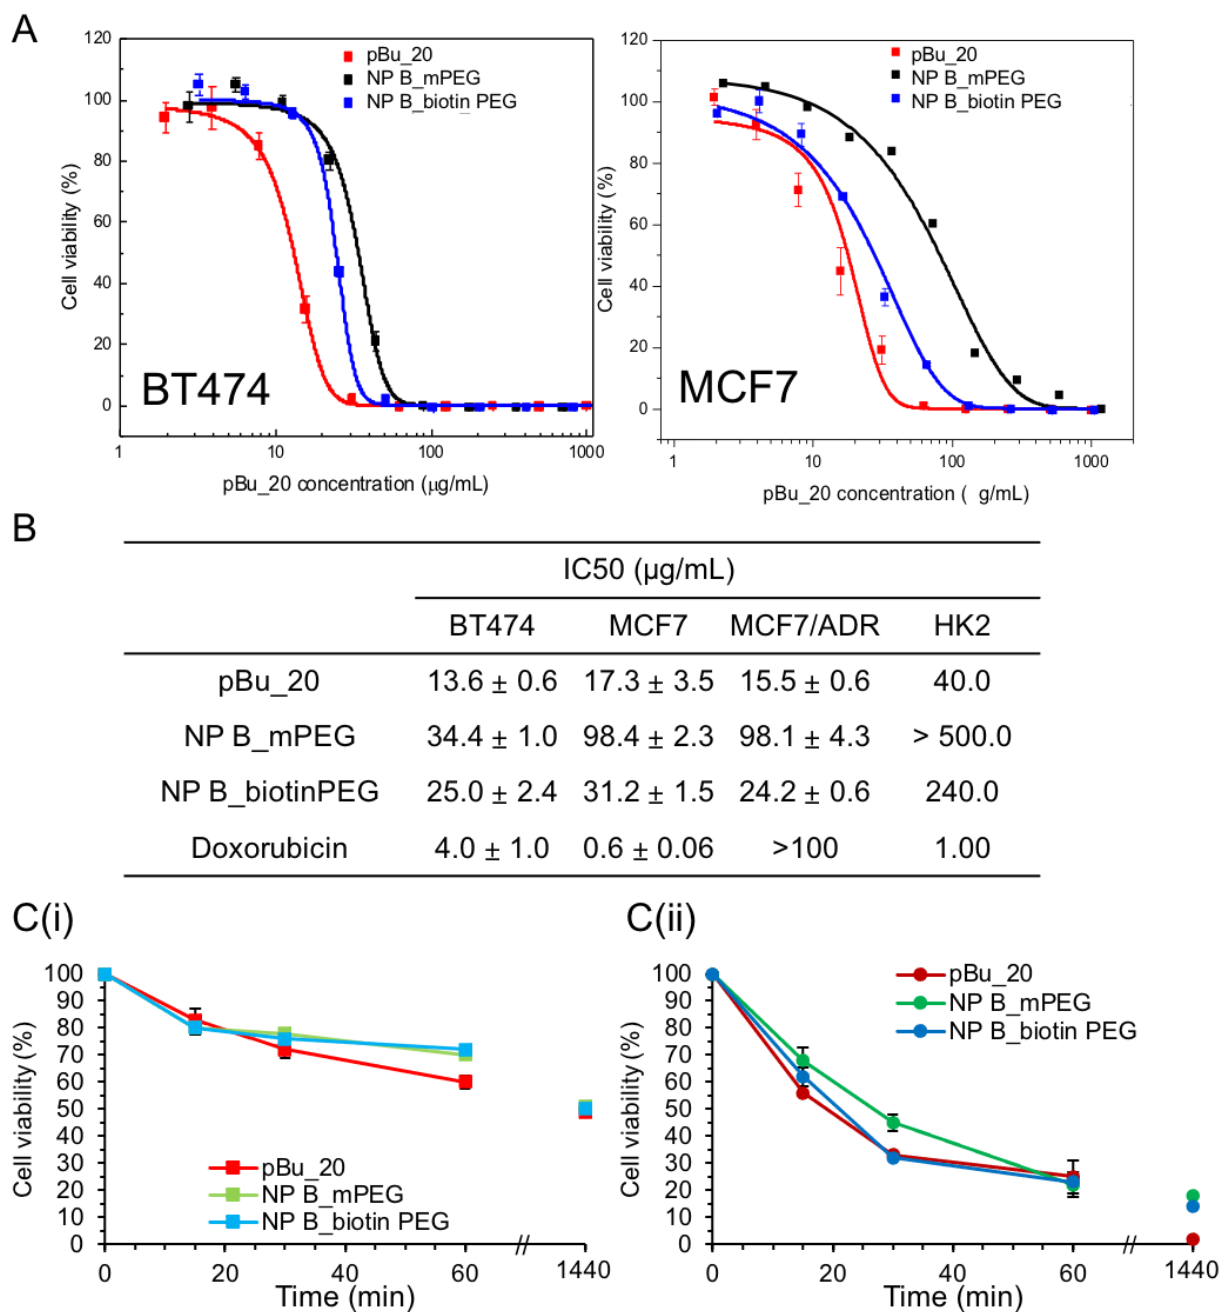 A
120
100
80
60
40
20
0
Cell viability (%)
pBu_20
NP B_mPEG
NP B_biotin PEG
BT474
1 10 100 1000
pBu_20 concentration (µg/mL)
120
100
80
60
40
20
0
Cell viability (%)
pBu_20
NP B_mPEG
NP B_biotin PEG
MCF7
1 10 100 1000
pBu_20 concentration ( g/mL)
B
IC50 (µg/mL)
BT474 MCF7 MCF7/ADR HK2
pBu_20 13.6 ± 0.6 17.3 ± 3.5 15.5 ± 0.6 40.0
NP B_mPEG 34.4 ± 1.0 98.4 ± 2.3 98.1 ± 4.3 > 500.0
NP B_biotinPEG 25.0 ± 2.4 31.2 ± 1.5 24.2 ± 0.6 240.0
Doxorubicin 4.0 ± 1.0 0.6 ± 0.06 >100 1.00
C(i)
100
90
80
70
60
50
40
30
20
10
0
Cell viability (%)
pBu_20
NP B_mPEG
NP B_biotin PEG
0 20 40 60 // 1440
Time (min)
C(ii)
100
90
80
70
60
50
40
30
20
10
0
Cell viability (%)
pBu_20
NP B_mPEG
NP B_biotin PEG
0 20 40 60 // 1440
Time (min)